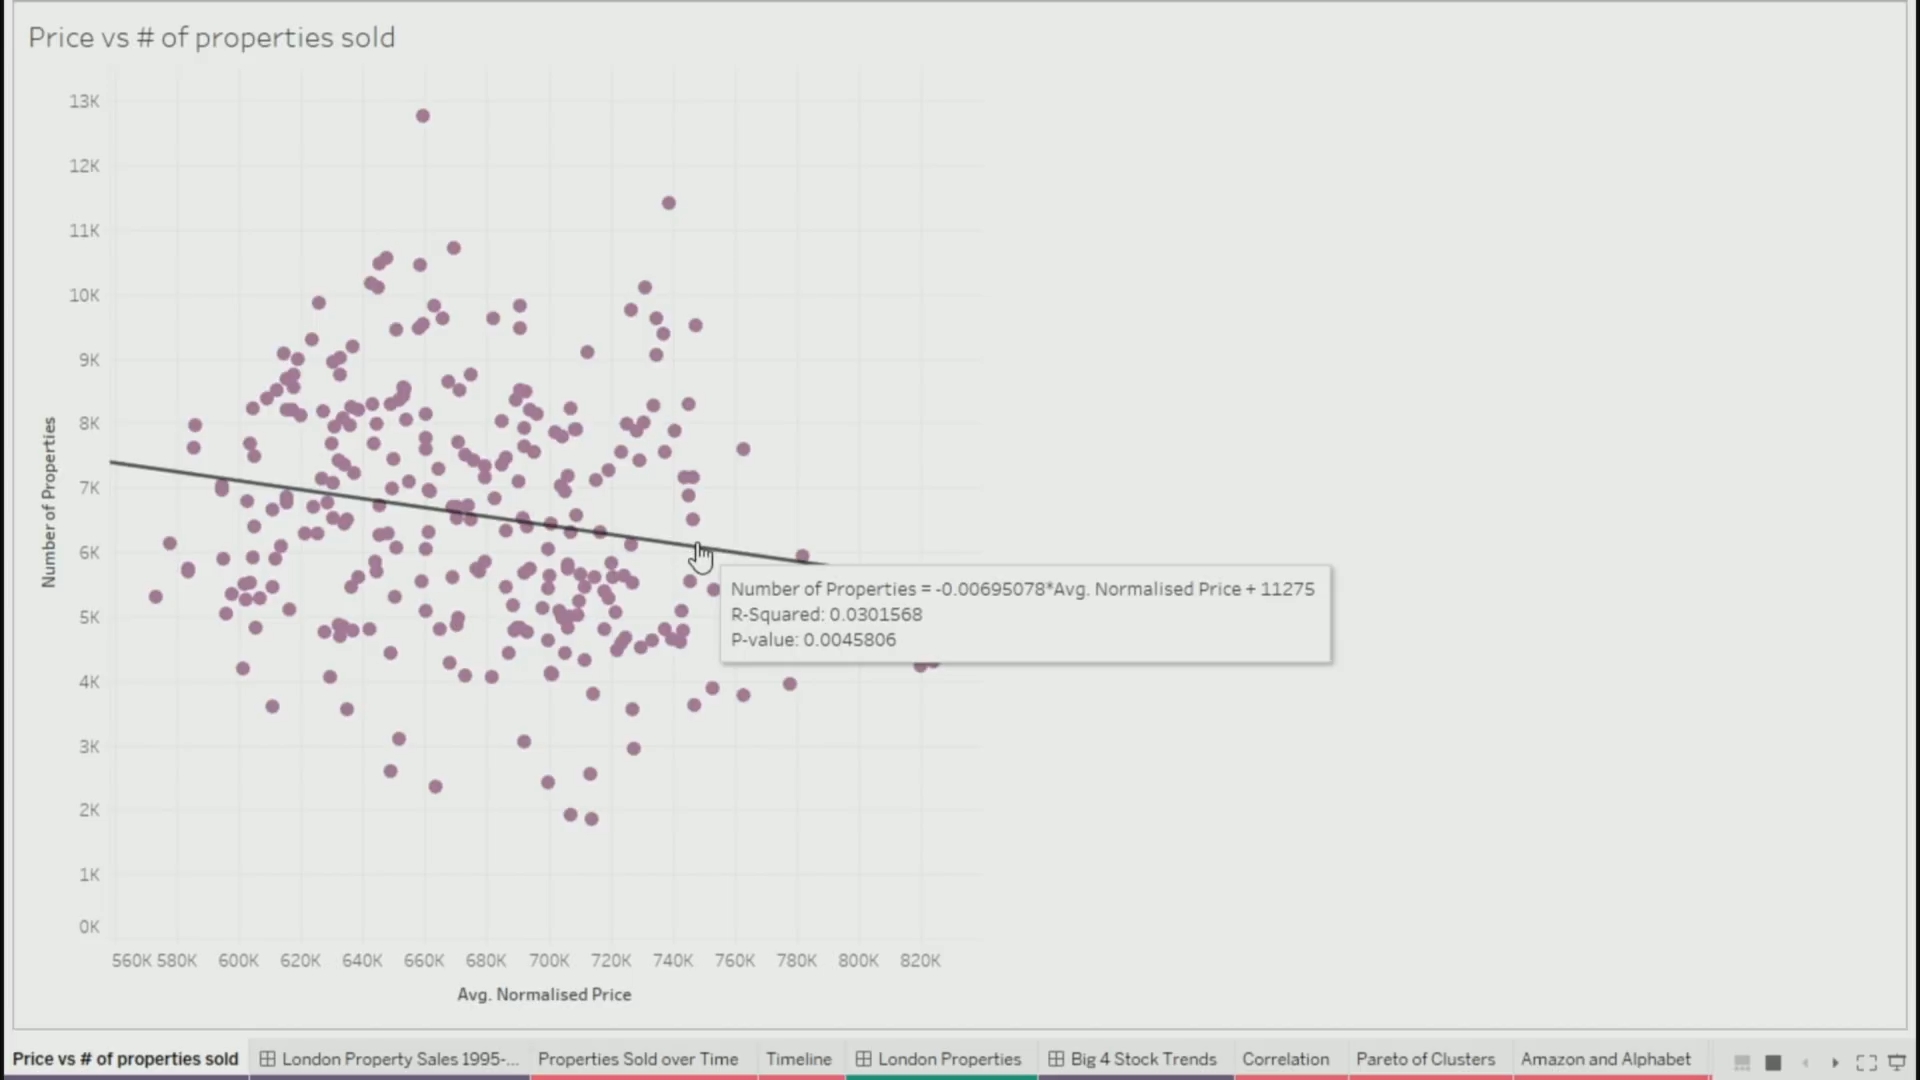 Price vs # of properties sold
13K
12K
11K
10K
9K
8K
7K
6K
5K
4K
3K
2K
1K
0K
Number of Properties
Number of Properties = -0.00695078*Avg. Normalised Price + 11275
R-Squared: 0.0301568
P-value: 0.0045806
560K 580K 600K 620K 640K 660K 680K 700K 720K 740K 760K 780K 800K 820K
Avg. Normalised Price
Price vs # of properties sold London Property Sales 1995-... Properties Sold over Time Timeline London Properties Big 4 Stock Trends Correlation Pareto of Clusters Amazon and Alphabet